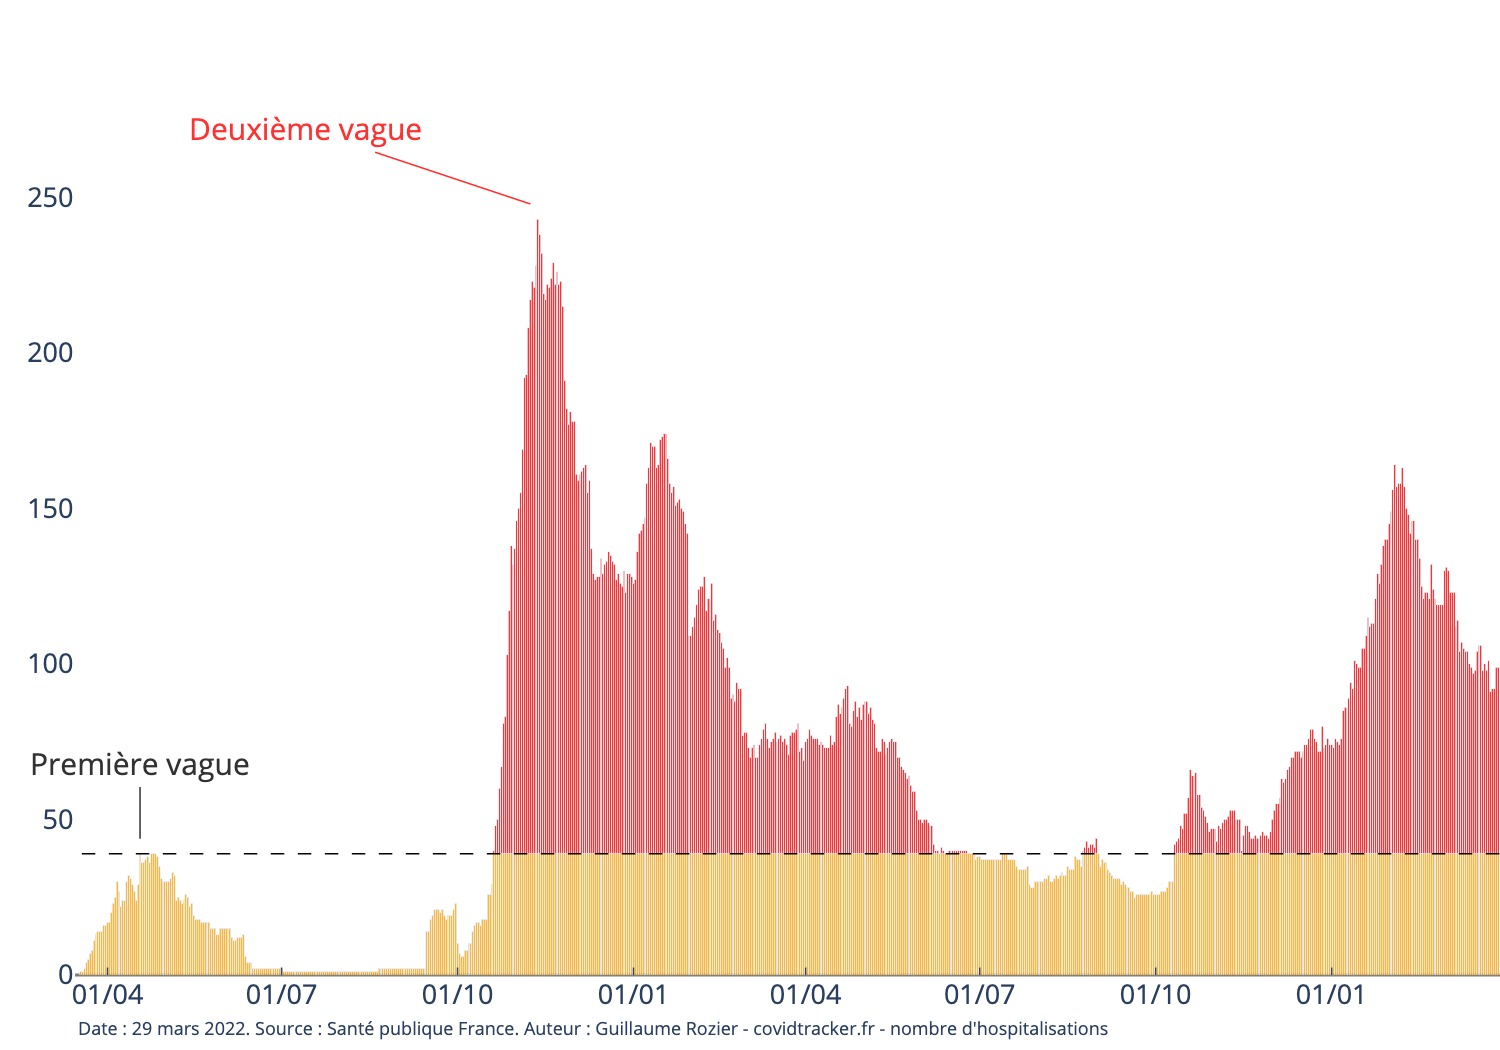 Deuxième vague
250
200
150
100
Première vague
50
0
01/04 01/07 01/10 01/01 01/04 01/07 01/10 01/01
Date : 29 mars 2022. Source : Santé publique France. Auteur : Guillaume Rozier - covidtracker.fr - nombre d'hospitalisations